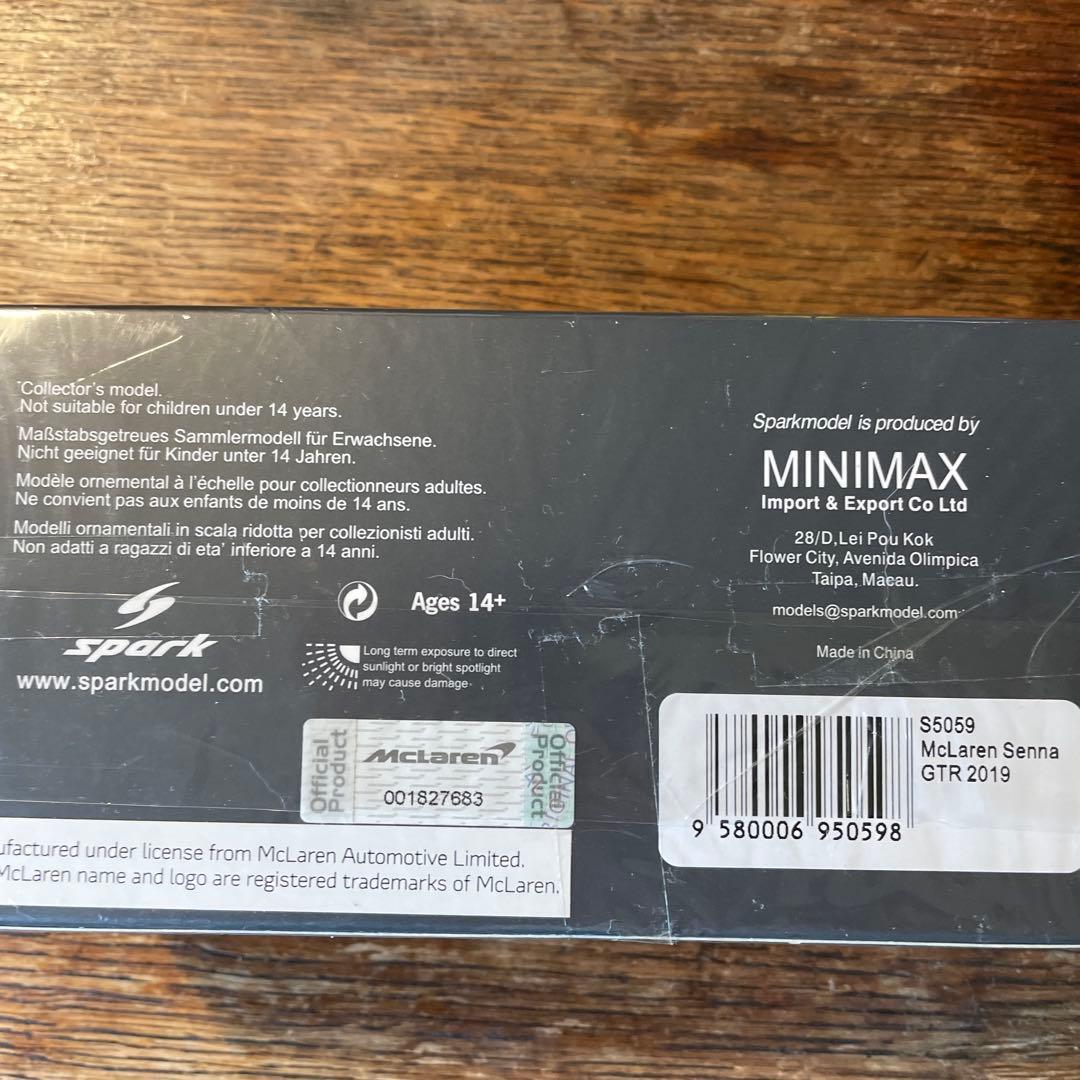 Collector's model.
Not suitable for children under 14 years.
Maßstabsgetreues Sammlermodell für Erwachsene.
Nicht geeignet für Kinder unter 14 Jahren.
Modèle ornemental à l'échelle pour collectionneurs adultes.
Ne convient pas aux enfants de moins de 14 ans.
Modelli ornamentali in scala ridotta per collezionisti adulti.
Non adatti a ragazzi di eta' inferiore a 14 anni.
spark
www.sparkmodel.com
Ages 14+
Long term exposure to direct
sunlight or bright spotlight
may cause damage.
Official
Product
McLaren
001827683
Official
Product
ufactured under license from McLaren Automotive Limited.
McLaren name and logo are registered trademarks of McLaren.
Sparkmodel is produced by
MINIMAX
Import & Export Co Ltd
28/D,Lei Pou Kok
Flower City, Avenida Olimpica
Taipa, Macau.
models@sparkmodel.com
Made in China
S5059
McLaren Senna
GTR 2019
9 580006 950598